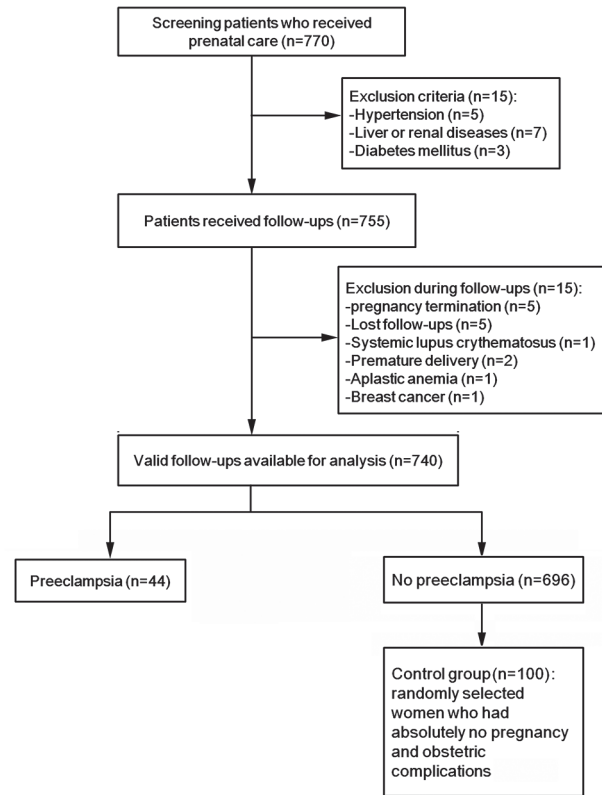 Screening patients who received
prenatal care (n=770)
Exclusion criteria (n=15):
-Hypertension (n=5)
-Liver or renal diseases (n=7)
-Diabetes mellitus (n=3)
Patients received follow-ups (n=755)
Exclusion during follow-ups (n=15):
-pregnancy termination (n=5)
-Lost follow-ups (n=5)
-Systemic lupus crythematosus (n=1)
-Premature delivery (n=2)
-Aplastic anemia (n=1)
-Breast cancer (n=1)
Valid follow-ups available for analysis (n=740)
Preeclampsia (n=44)
No preeclampsia (n=696)
Control group (n=100):
randomly selected
women who had
absolutely no pregnancy
and obstetric
complications